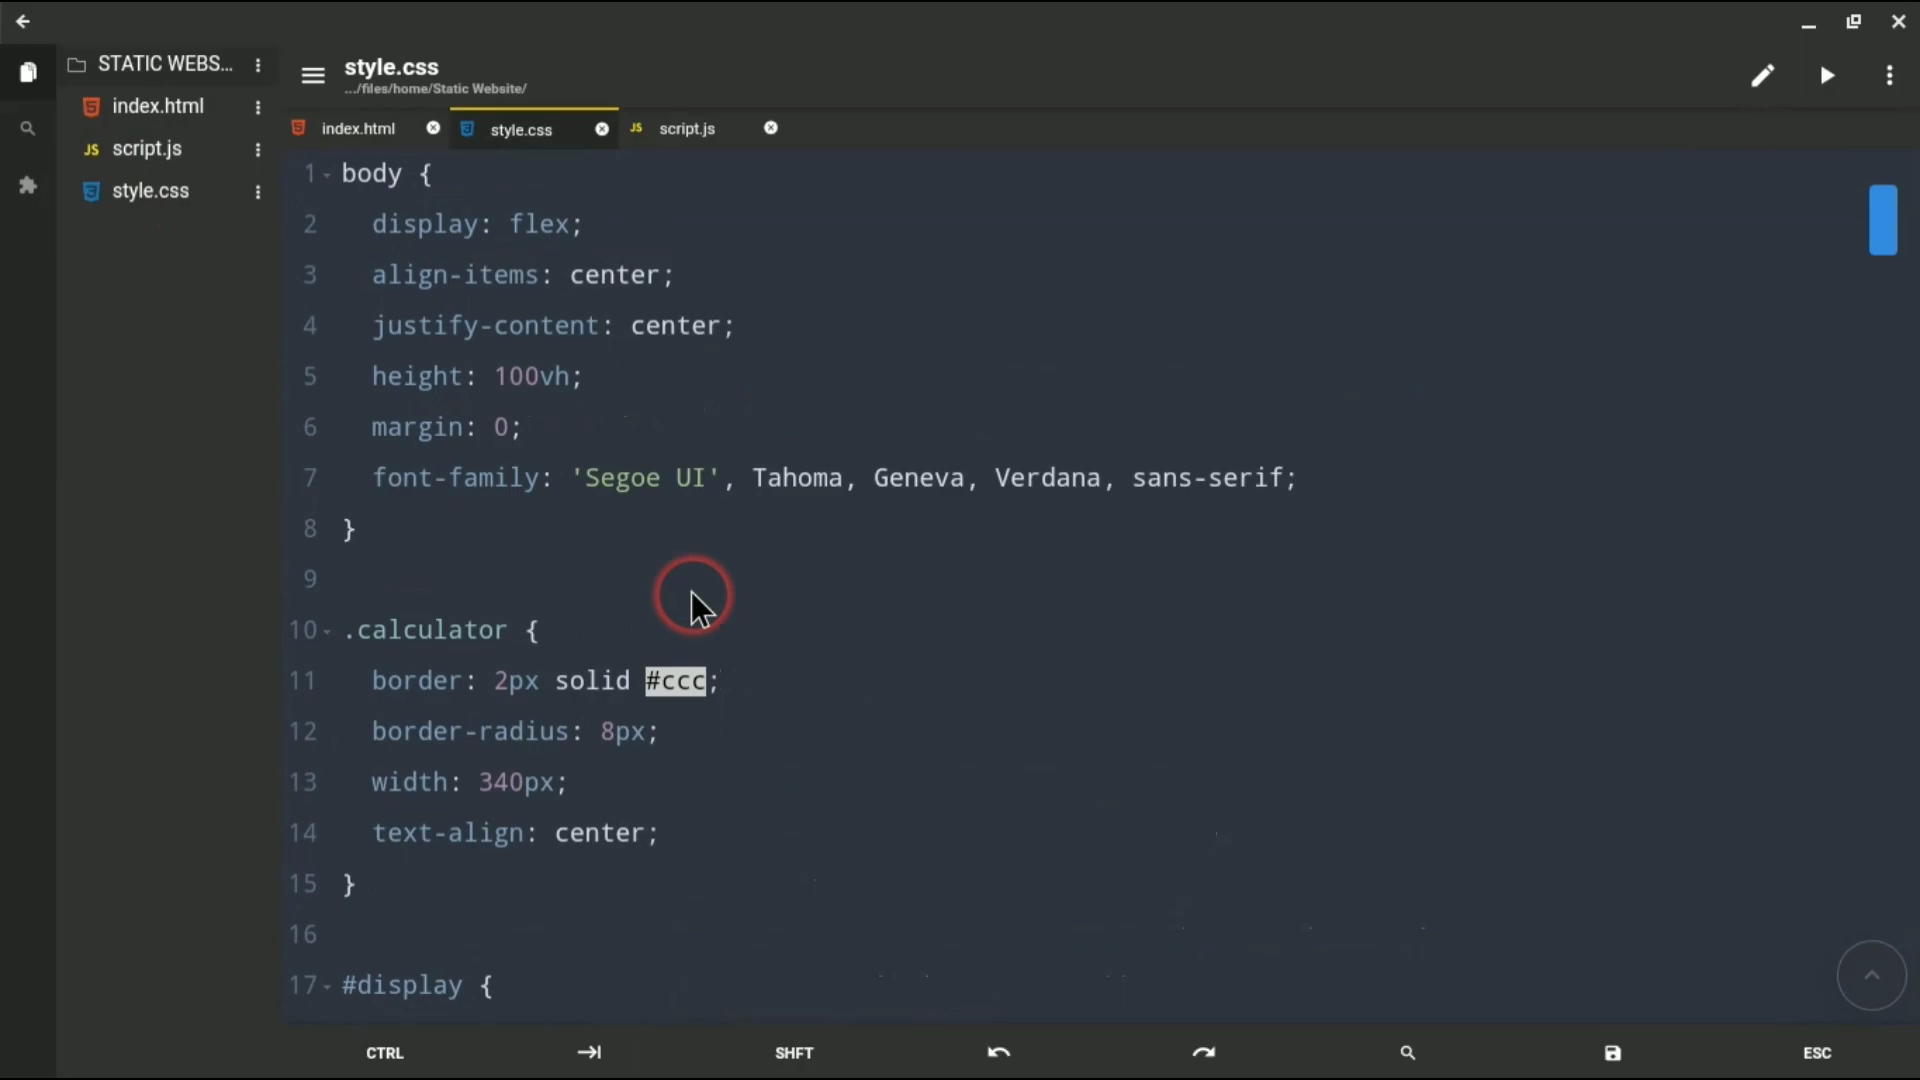 STATIC WEBS...
index.html
script.js
style.css
style.css
.../files/home/Static Website/
index.html
style.css
JS script.js
1 body {
2 display: flex;
3 align-items: center;
4 justify-content: center;
5 height: 100vh;
6 margin: 0;
7 font-family: 'Segoe UI', Tahoma, Geneva, Verdana, sans-serif;
8 }
9
10 .calculator {
11 border: 2px solid #ccc;
12 border-radius: 8px;
13 width: 340px;
14 text-align: center;
15 }
16
17 #display {
CTRL SHFT ESC